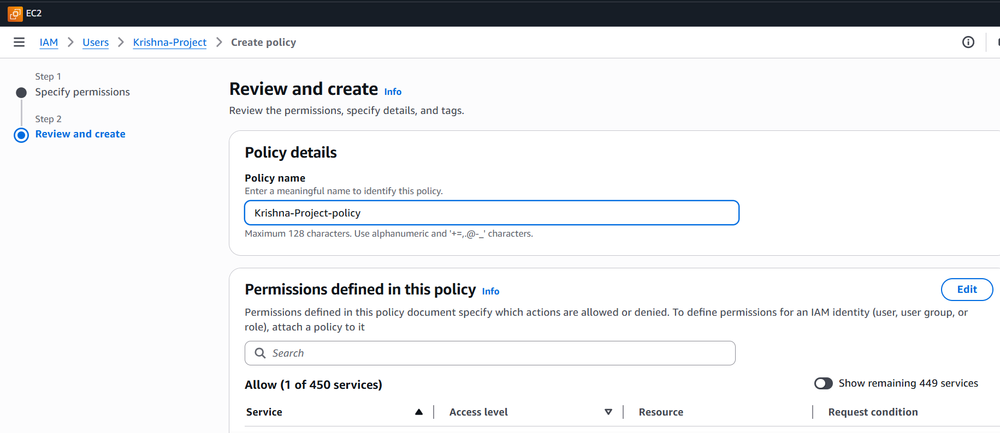 EC2
IAM > Users > Krishna-Project > Create policy
Step 1
Specify permissions
Step 2
Review and create
Review and create Info
Review the permissions, specify details, and tags.
Policy details
Policy name
Enter a meaningful name to identify this policy.
Krishna-Project-policy
Maximum 128 characters. Use alphanumeric and '+=,.@-_' characters.
Permissions defined in this policy Info
Edit
Permissions defined in this policy document specify which actions are allowed or denied. To define permissions for an IAM identity (user, user group, or
role), attach a policy to it
Search
Allow (1 of 450 services)
Show remaining 449 services
Service Access level Resource Request condition